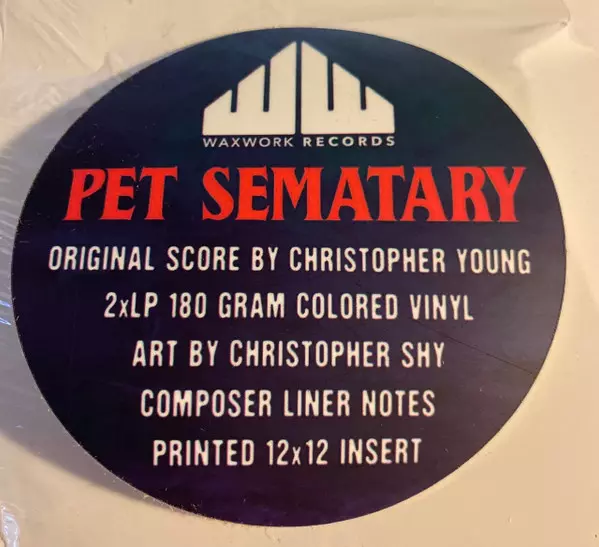 WAXWORK RECORDS
PET SEMATARY
ORIGINAL SCORE BY CHRISTOPHER YOUNG
2xLP 180 GRAM COLORED VINYL
ART BY CHRISTOPHER SHY
COMPOSER LINER NOTES
PRINTED 12x12 INSERT